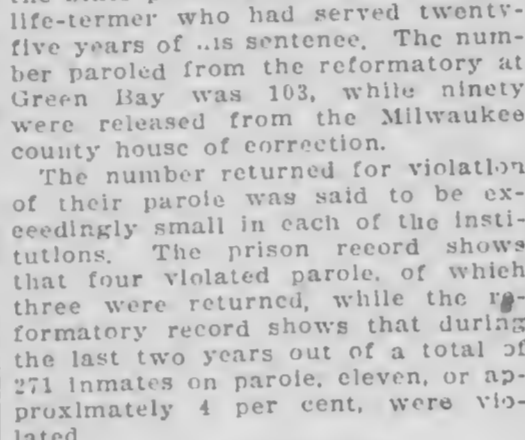 life-termer who had served twenty-
five years of ..is sentence. The num-
ber paroled from the reformatory at
Green Bay was 103, while ninety
were released from the Milwaukee
county house of correction.
The number returned for violation
of their parole was said to be ex-
ceedingly small in each of the insti-
tutions. The prison record shows
that four violated parole, of which
three were returned, while the re-
formatory record shows that during
the last two years out of a total of
271 inmates on parole, eleven, or ap-
proximately 4 per cent, were vio-
lated